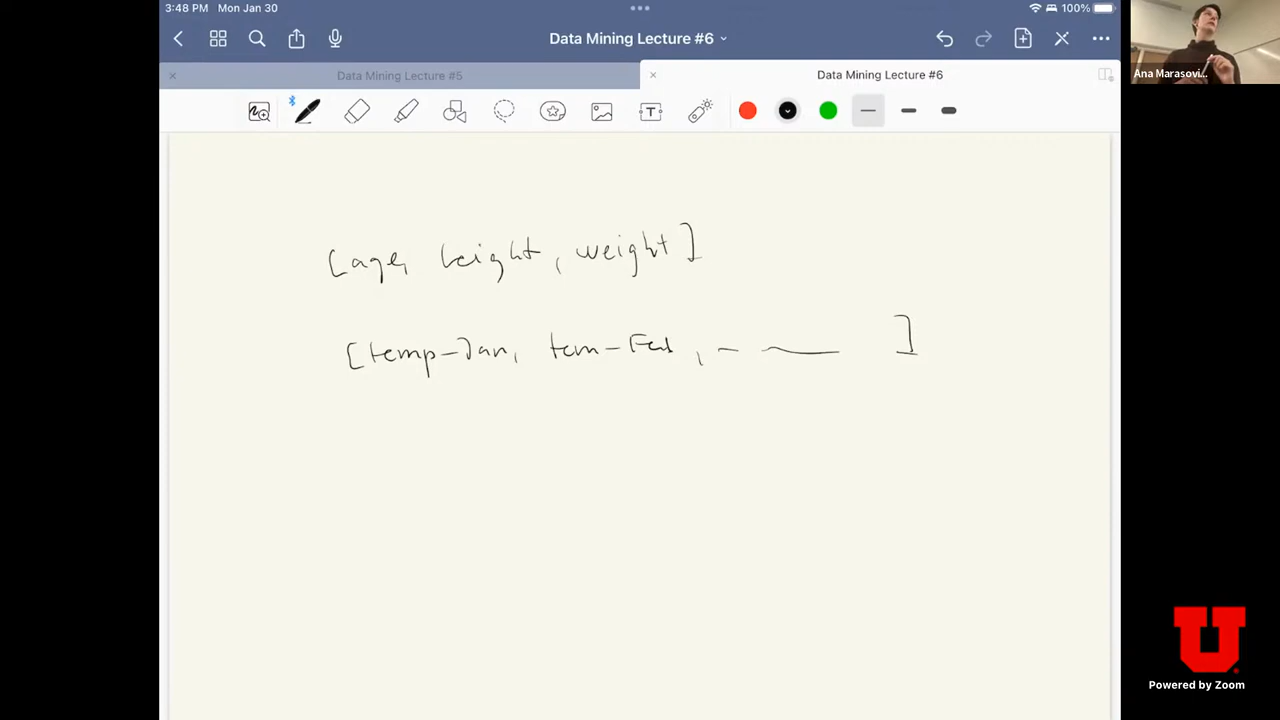 3:48 PM Mon Jan 30
100%
Data Mining Lecture #6
Data Mining Lecture #5
Data Mining Lecture #6
T
Ana Marasovi...
[age, height, weight]
[temp-Jan, tem-Feb, - ]
U
Powered by Zoom